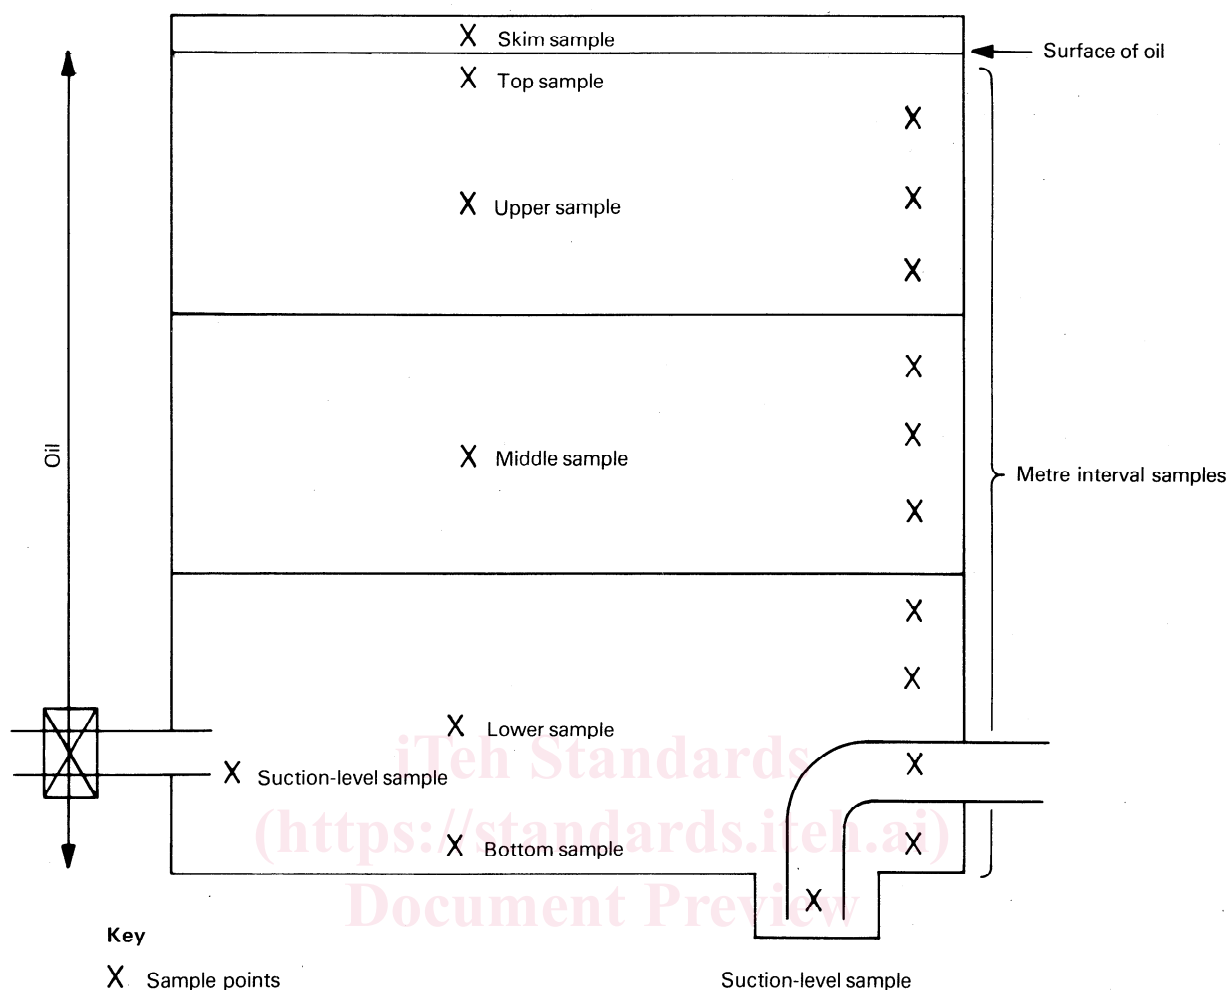 Skim sample
Surface of oil
Top sample
Upper sample
Oil
Middle sample
Metre interval samples
Lower sample
iTeh Standards
Suction-level sample
(https://standards.iteh.ai)
Bottom sample
Document Preview
Key
X Sample points
Suction-level sample